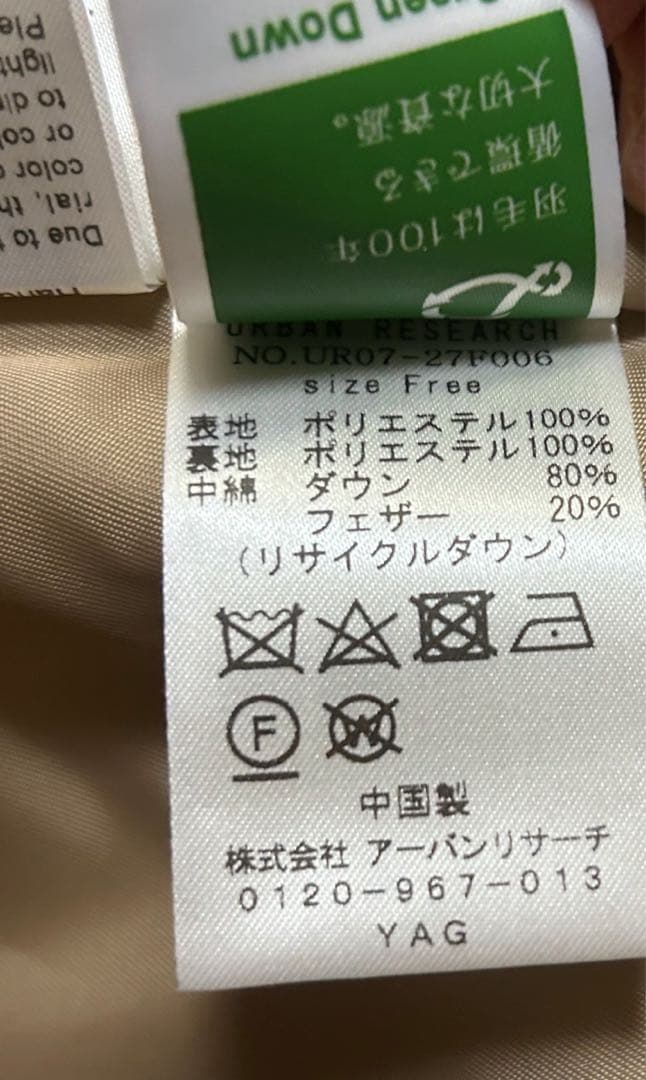 Due to
rial, th
color
or col
to di
light
Ple
羽毛は100年
循環できる
大切な資源。
Green Down
URBAN RESEARCH
NO.UR07-27F006
size Free
表地 ポリエステル100%
裏地 ポリエステル100%
中綿 ダウン 80%
フェザー 20%
(リサイクルダウン)
F
W
中国製
株式会社 アーバンリサーチ
0120-967-013
YAG